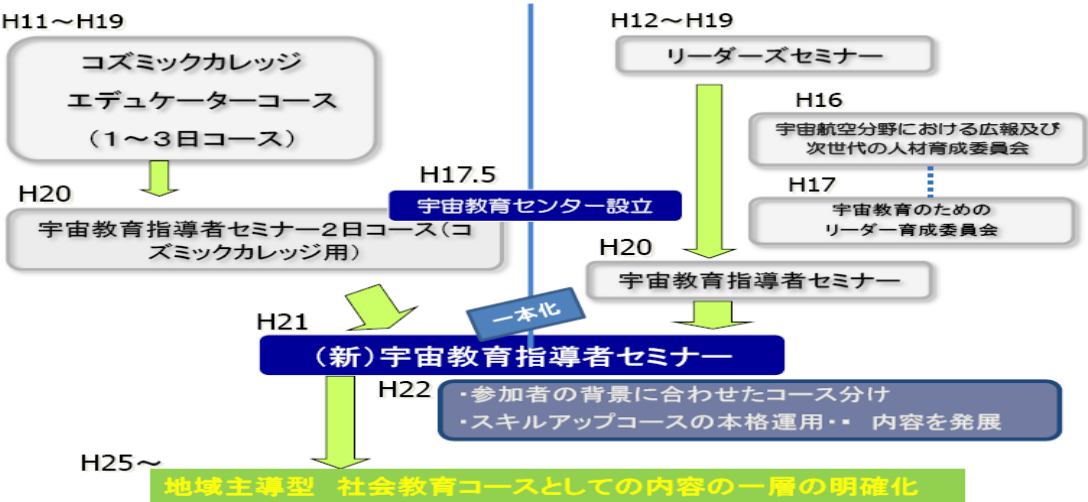 H11～H19
コズミックカレッジ
エデュケーターコース
（１～３日コース）
H20
宇宙教育指導者セミナー２日コース（コ
ズミックカレッジ用）
H12～H19
リーダーズセミナー
H16
宇宙航空分野における広報及び
次世代の人材育成委員会
H17
宇宙教育のための
リーダー育成委員会
H17.5
宇宙教育センター設立
H20
宇宙教育指導者セミナー
一本化
H21
（新）宇宙教育指導者セミナー
H22
・参加者の背景に合わせたコース分け
・スキルアップコースの本格運用・・ 内容を発展
H25～
地域主導型 社会教育コースとしての内容の一層の明確化